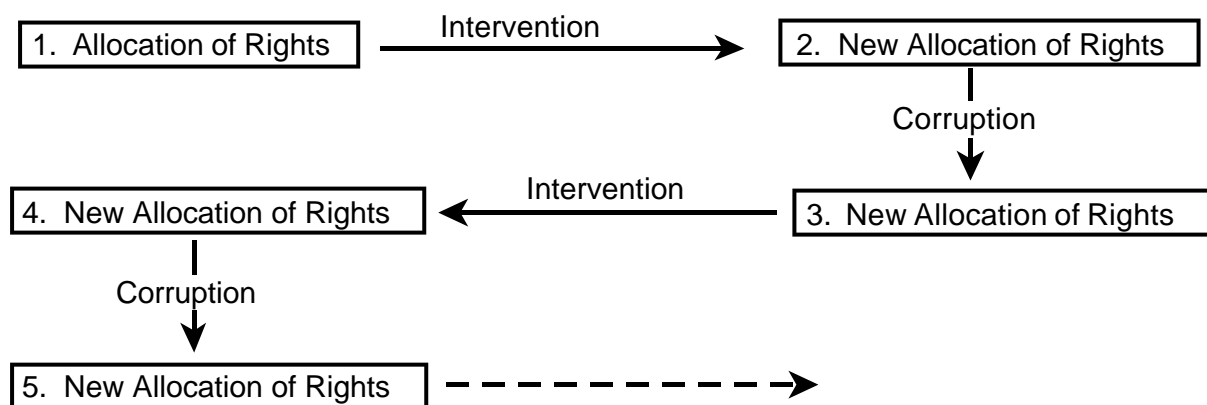 1. Allocation of Rights
Intervention
2. New Allocation of Rights
Corruption
Intervention
4. New Allocation of Rights
3. New Allocation of Rights
Corruption
5. New Allocation of Rights